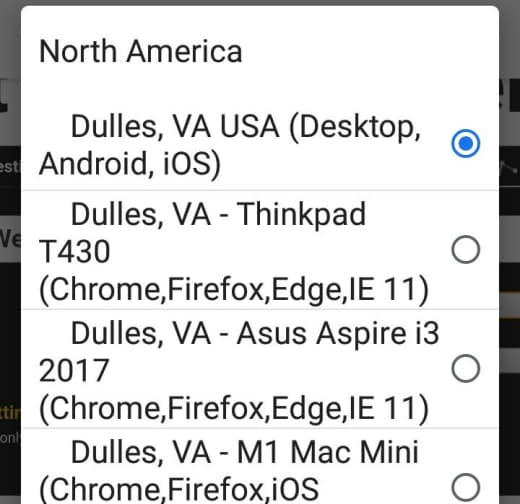 North America
Dulles, VA USA (Desktop,
Android, iOS)
Dulles, VA - Thinkpad
T430
(Chrome,Firefox,Edge,IE 11)
Dulles, VA - Asus Aspire i3
2017
(Chrome,Firefox,Edge,IE 11)
Dulles, VA - M1 Mac Mini
(Chrome,Firefox,iOS